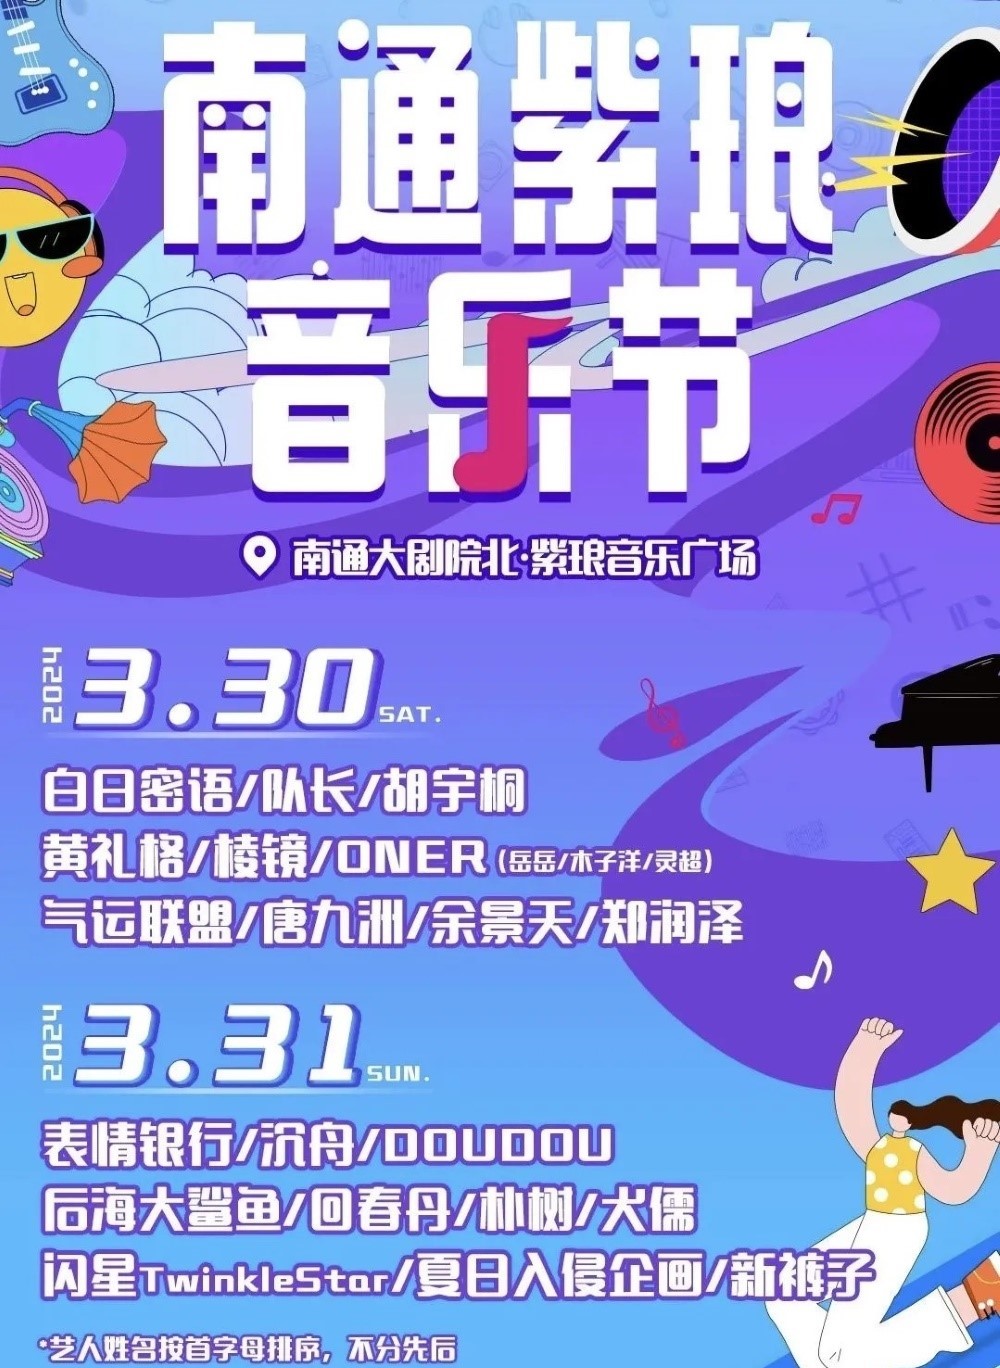 南通紫琅
音乐节
南通大剧院北·紫琅音乐广场
2024 3.30 SAT.
白日密语/队长/胡宇桐
黄礼格/棱镜/ONER(岳岳/木子洋/灵超)
气运联盟/唐九洲/余景天/郑润泽
2024 3.31 SUN.
表情银行/沉舟/DOUDOU
后海大鲨鱼/回春丹/朴树/犬儒
闪星TwinkleStar/夏日入侵企画/新裤子
*艺人姓名按首字母排序，不分先后